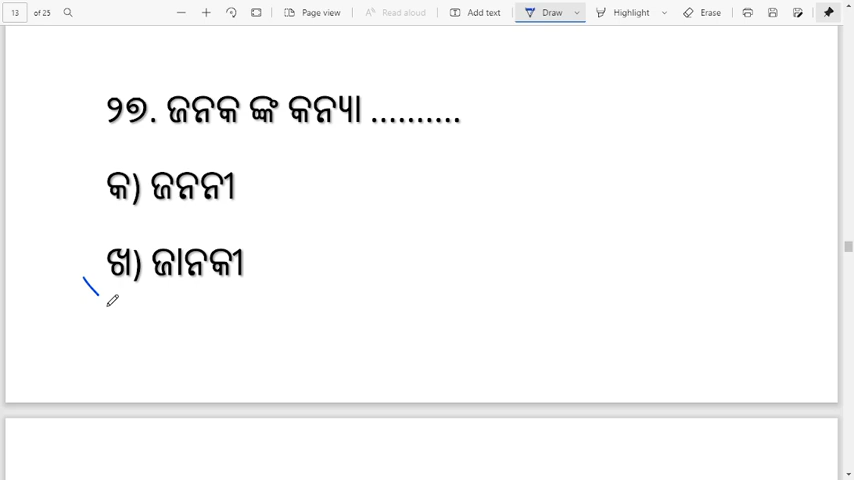 13 of 25 Page view Read aloud Add text Draw Highlight Erase
୨୭. ଜନକ ଙ୍କ କନ୍ୟା ..........
କ) ଜନନୀ
ଖ) ଜାନକୀ